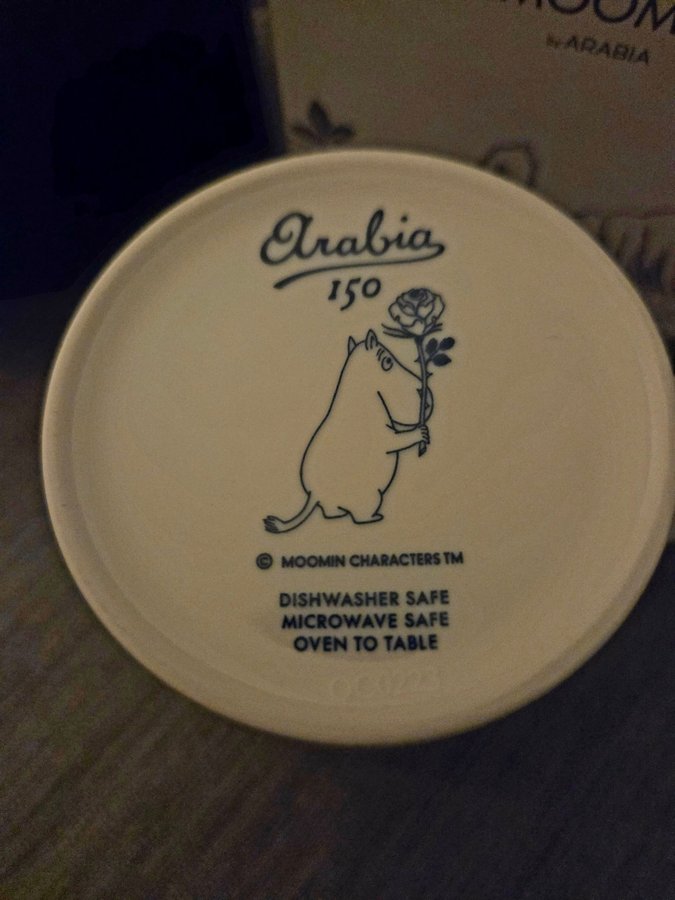 MOOM
by ARABIA
Arabia
150
© MOOMIN CHARACTERS TM
DISHWASHER SAFE
MICROWAVE SAFE
OVEN TO TABLE